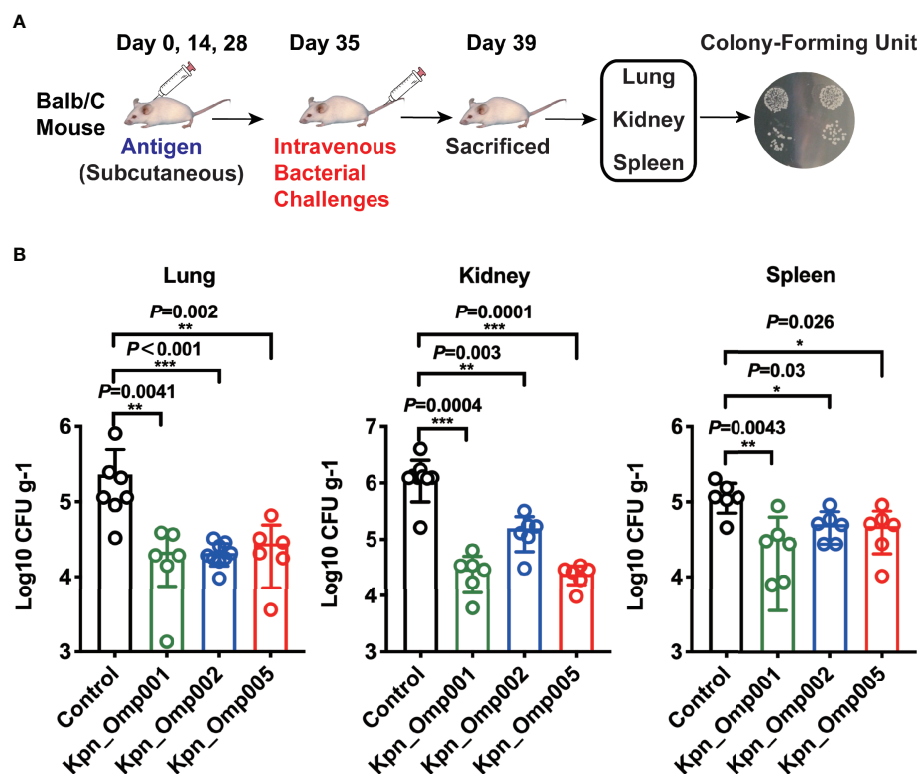 A
Day 0, 14, 28
Day 35
Day 39
Colony-Forming Unit
Balb/C
Mouse
Antigen
(Subcutaneous)
Intravenous
Bacterial
Challenges
Sacrificed
Lung
Kidney
Spleen
B
Lung
P=0.002
**
P<0.001
***
P=0.0041
**
Log10 CFU g-1
6
5
4
3
Control
Kpn_Omp001
Kpn_Omp002
Kpn_Omp005
Kidney
P=0.0001
***
P=0.003
**
P=0.0004
***
Log10 CFU g-1
7
6
5
4
3
Control
Kpn_Omp001
Kpn_Omp002
Kpn_Omp005
Spleen
P=0.026
*
P=0.03
*
P=0.0043
**
Log10 CFU g-1
6
5
4
3
Control
Kpn_Omp001
Kpn_Omp002
Kpn_Omp005